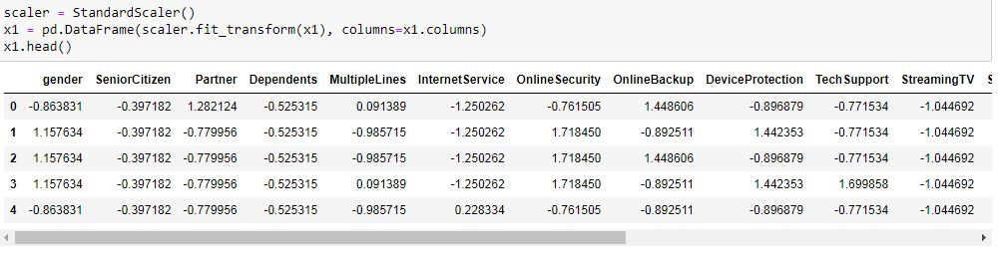 scaler = StandardScaler()
x1 = pd.DataFrame(scaler.fit_transform(x1), columns=x1.columns)
x1.head()
gender SeniorCitizen Partner Dependents MultipleLines InternetService OnlineSecurity OnlineBackup DeviceProtection TechSupport StreamingTV S
0 -0.863831 -0.397182 1.282124 -0.525315 0.091389 -1.250262 -0.761505 1.448606 -0.896879 -0.771534 -1.044692
1 1.157634 -0.397182 -0.779956 -0.525315 -0.985715 -1.250262 1.718450 -0.892511 1.442353 -0.771534 -1.044692
2 1.157634 -0.397182 -0.779956 -0.525315 -0.985715 -1.250262 1.718450 1.448606 -0.896879 -0.771534 -1.044692
3 1.157634 -0.397182 -0.779956 -0.525315 0.091389 -1.250262 1.718450 -0.892511 1.442353 1.699858 -1.044692
4 -0.863831 -0.397182 -0.779956 -0.525315 -0.985715 0.228334 -0.761505 -0.892511 -0.896879 -0.771534 -1.044692